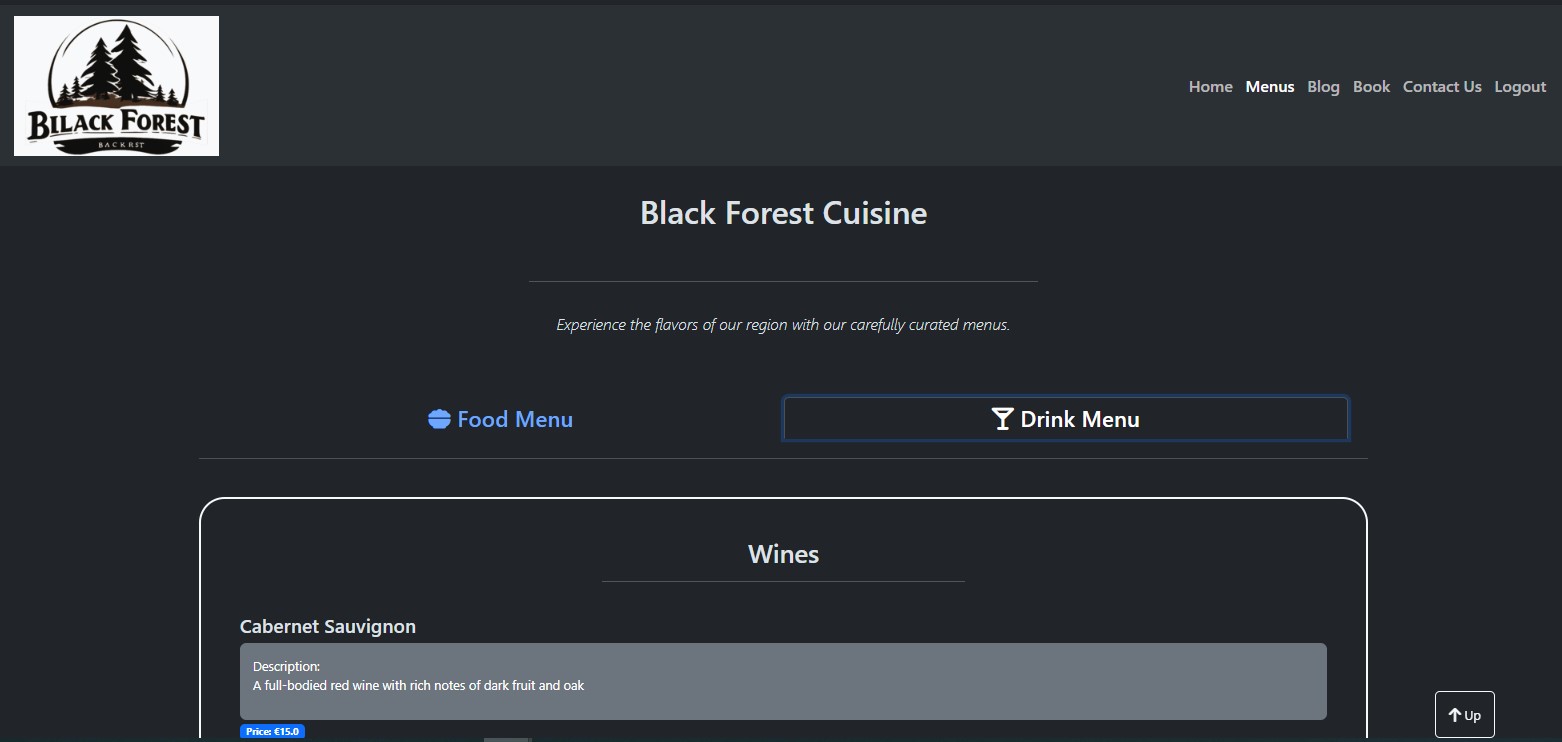 BILACK FOREST
BACKRST
Home Menus Blog Book Contact Us Logout
Black Forest Cuisine
Experience the flavors of our region with our carefully curated menus.
Food Menu
Drink Menu
Wines
Cabernet Sauvignon
Description:
A full-bodied red wine with rich notes of dark fruit and oak
Price: €15.0
Up